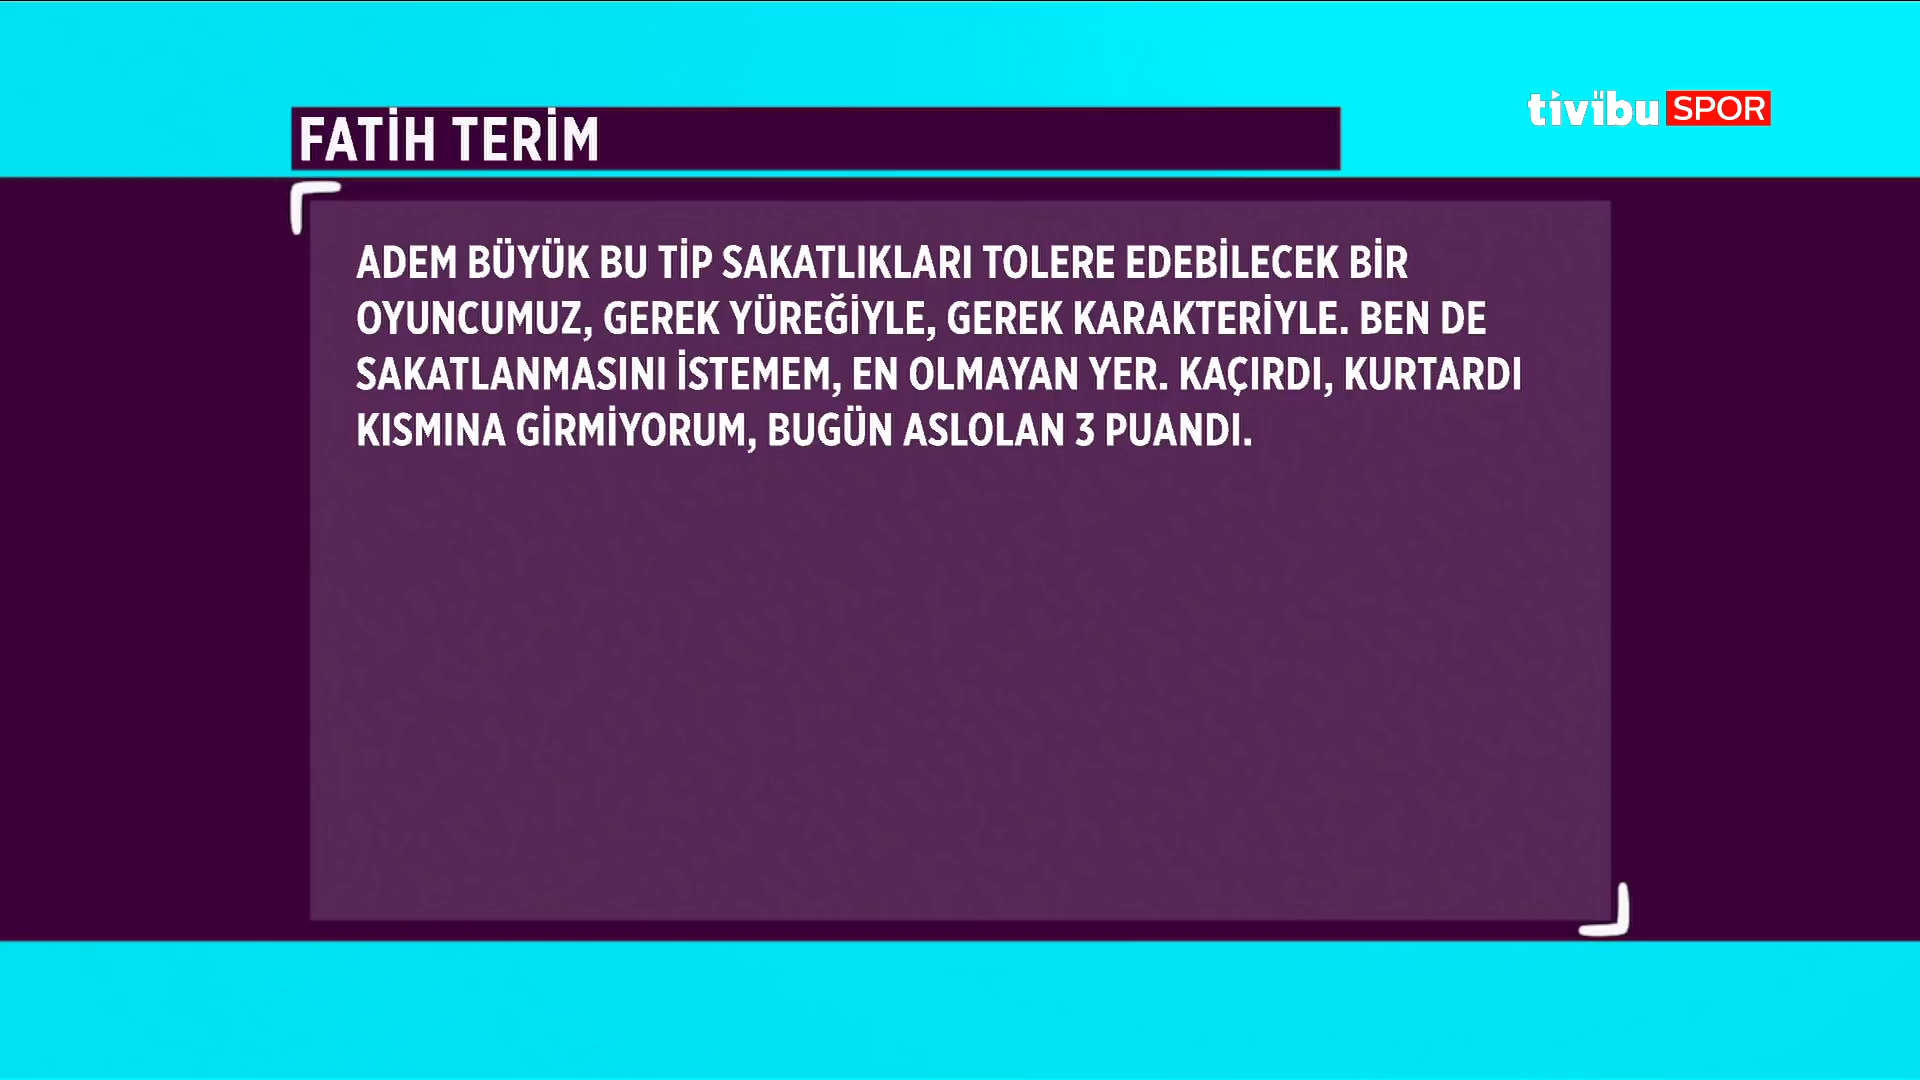 tivibu SPOR
FATİH TERİM
ADEM BÜYÜK BU TİP SAKATLIKLARI TOLERE EDEBİLECEK BİR
OYUNCUMUZ, GEREK YÜREĞİYLE, GEREK KARAKTERİYLE. BEN DE
SAKATLANMASINI İSTEMEM, EN OLMAYAN YER. KAÇIRDI, KURTARDI
KISMINA GİRMİYORUM, BUGÜN ASLOLAN 3 PUANDI.